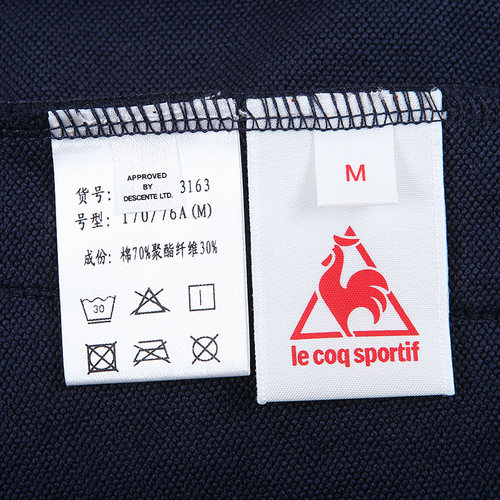 APPROVED
BY
DESCENTE LTD.
货号: 3163
号型: 170/76A(M)
成份: 棉70%聚酯纤维30%
30
M
le coq sportif